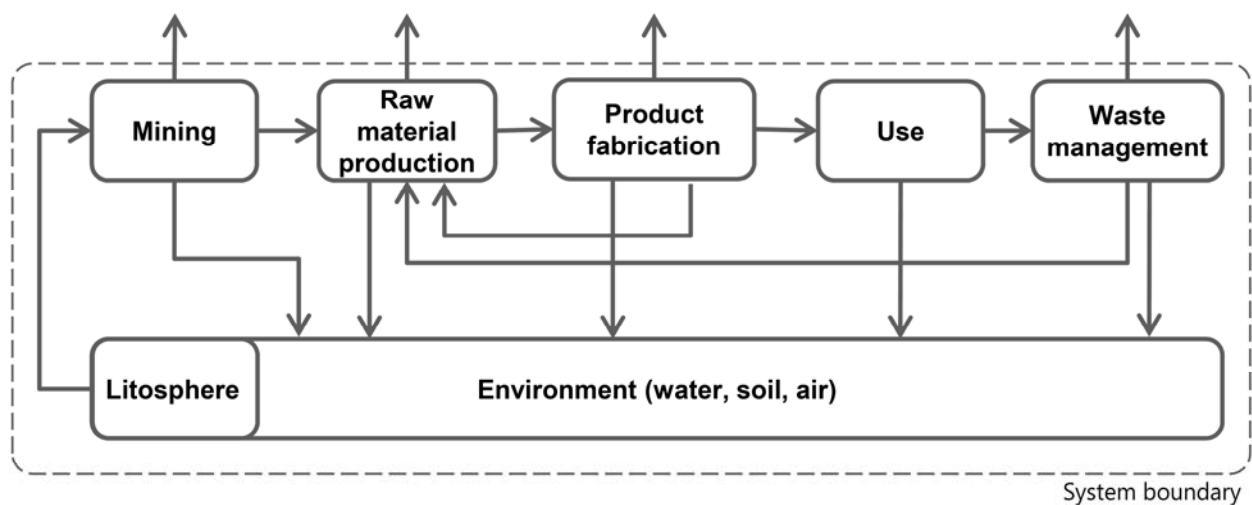 Mining
Raw
material
production
Product
fabrication
Use
Waste
management
Litosphere
Environment (water, soil, air)
System boundary